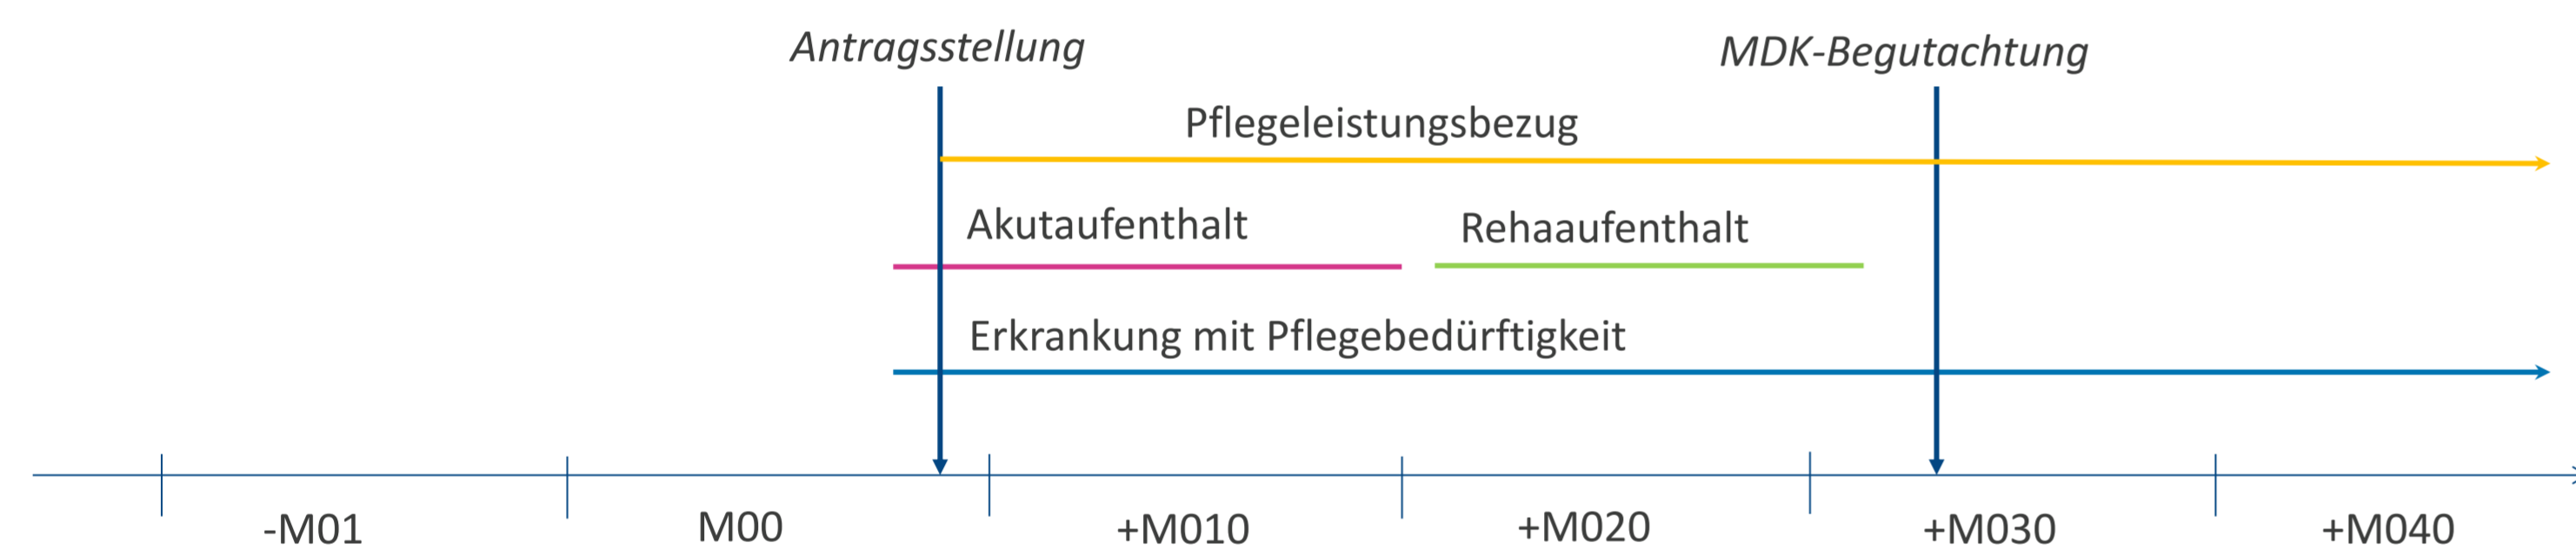 Antragsstellung
MDK-Begutachtung
Pflegeleistungsbezug
Akutaufenthalt
Rehaaufenthalt
Erkrankung mit Pflegebedürftigkeit
-M01
M00
+M010
+M020
+M030
+M040